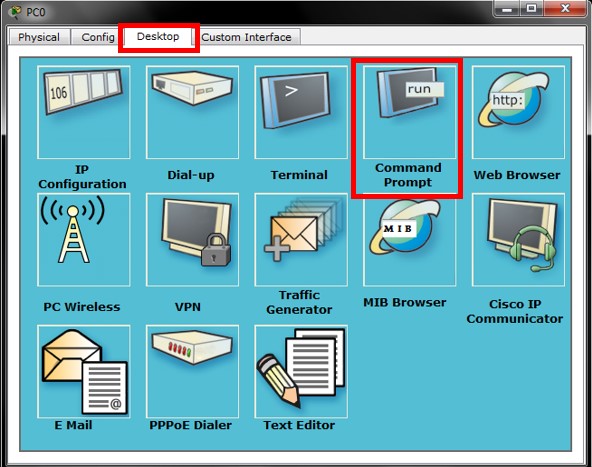 PC0
Physical Config Desktop Custom Interface
106
>
run
http:
IP
Configuration
Dial-up
Terminal
Command
Prompt
Web Browser
MIB
PC Wireless
VPN
Traffic
Generator
MIB Browser
Cisco IP
Communicator
@
E Mail
PPPoE Dialer
Text Editor